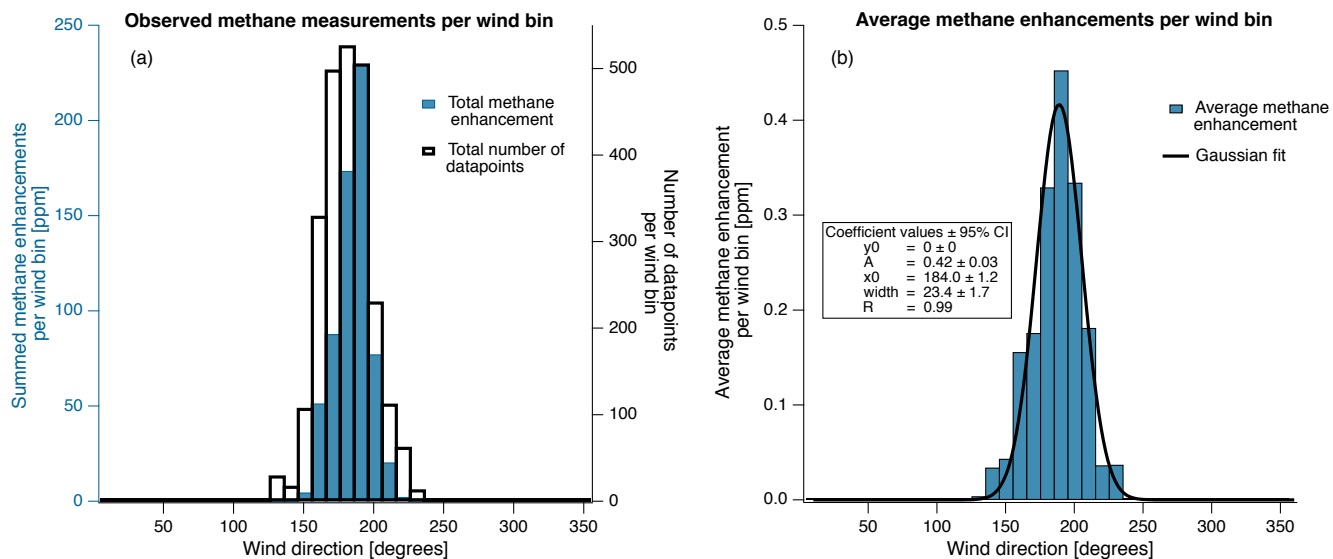 Observed methane measurements per wind bin
(a)
250
200
150
100
50
0
Summed methane enhancements
per wind bin [ppm]
500
400
300
200
100
0
Number of datapoints
per wind bin
Total methane
enhancement
Total number of
datapoints
50
100
150
200
250
300
350
Wind direction [degrees]
Average methane enhancements per wind bin
(b)
0.5
0.4
0.3
0.2
0.1
0.0
Average methane enhancement
per wind bin [ppm]
Average methane
enhancement
Gaussian fit
Coefficient values ± 95% CI
y0 = 0 ± 0
A = 0.42 ± 0.03
x0 = 184.0 ± 1.2
width = 23.4 ± 1.7
R = 0.99
50
100
150
200
250
300
350
Wind direction [degrees]